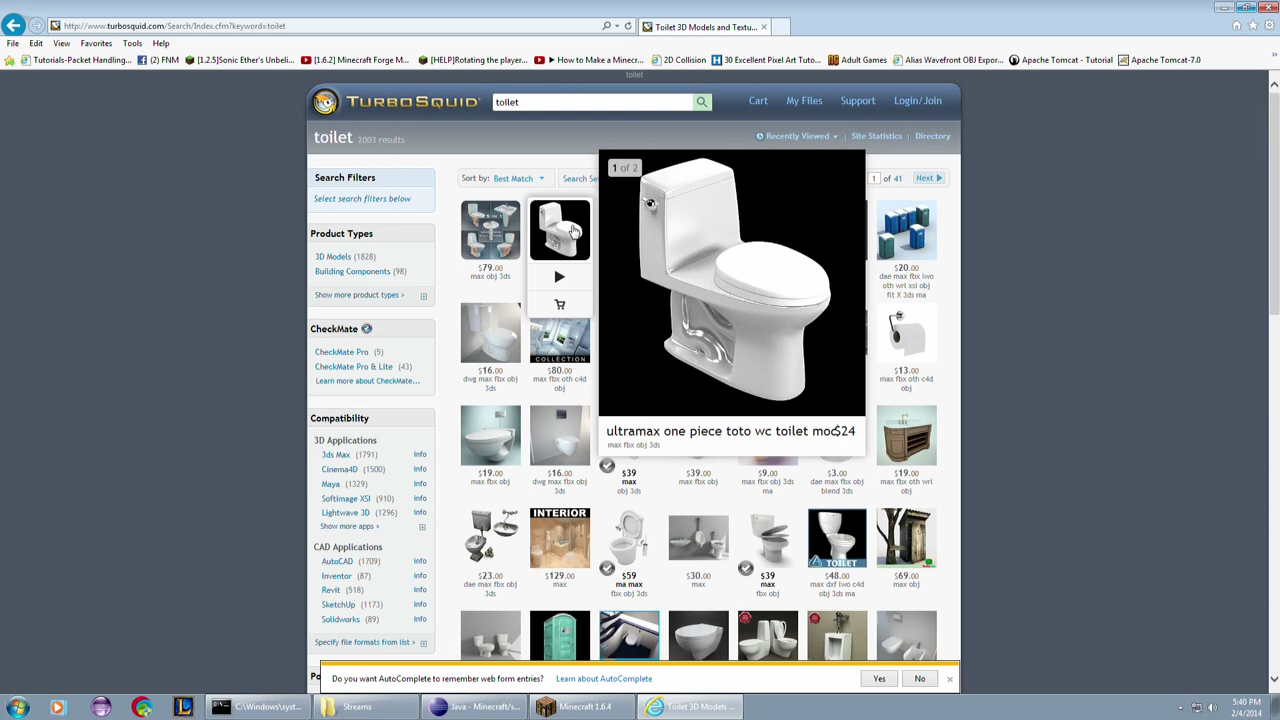 http://www.turbosquid.com/Search/Index.cfm?keyword=toilet
Toilet 3D Models and Textu...
File Edit View Favorites Tools Help
Tutorials-Packet Handling... (2) FNM [1.2.5]Sonic Ether's Unbeli... [1.6.2] Minecraft Forge M... [HELP]Rotating the player... How to Make a Minecr... 2D Collision 30 Excellent Pixel Art Tuto... Adult Games Alias Wavefront OBJ Expor... Apache Tomcat - Tutorial Apache Tomcat-7.0
toilet
TURBOSQUID toilet Cart My Files Support Login/Join
toilet 2003 results Recently Viewed Site Statistics Directory
Search Filters
Select search filters below
Product Types
3D Models (1828)
Building Components (98)
Show more product types >
CheckMate
CheckMate Pro (5)
CheckMate Pro & Lite (43)
Learn more about CheckMate...
Compatibility
3D Applications
3ds Max (1791) info
Cinema4D (1500) info
Maya (1329) info
Softimage XSI (910) info
Lightwave 3D (1296) info
Show more apps >
CAD Applications
AutoCAD (1709) info
Inventor (87) info
Revit (518) info
SketchUp (1173) info
Solidworks (89) info
Specify file formats from list >
Sort by: Best Match Search 1 of 41 Next
1 of 2
ultramax one piece toto wc toilet mo $24
max fbx obj 3ds
$79.00
max obj 3ds
$20.00
dae max fbx lwo
oth wrl xsi obj
flt X 3ds ma
COLLECTION
$16.00
dwg max fbx obj
3ds
$80.00
max fbx oth c4d
obj
$13.00
max fbx oth c4d
obj
$19.00
max fbx obj
$16.00
dwg max fbx obj
3ds
$39
max
obj 3ds
$39.00
max fbx obj
$9.00
max fbx obj 3ds
ma
$3.00
dae max fbx obj
blend 3ds
$19.00
max fbx oth wrl
obj
INTERIOR
TOILET
$23.00
dae max fbx obj
3ds
$129.00
max
$59
ma max
fbx obj 3ds
$30.00
max
$39
max
fbx obj
$48.00
max dxf lwo c4d
obj 3ds ma
$69.00
max obj
Do you want AutoComplete to remember web form entries? Learn about AutoComplete Yes No
C:\Windows\syst... Streams Java - Minecraft/s... Minecraft 1.6.4 Toilet 3D Models ...
5:40 PM
2/4/2014